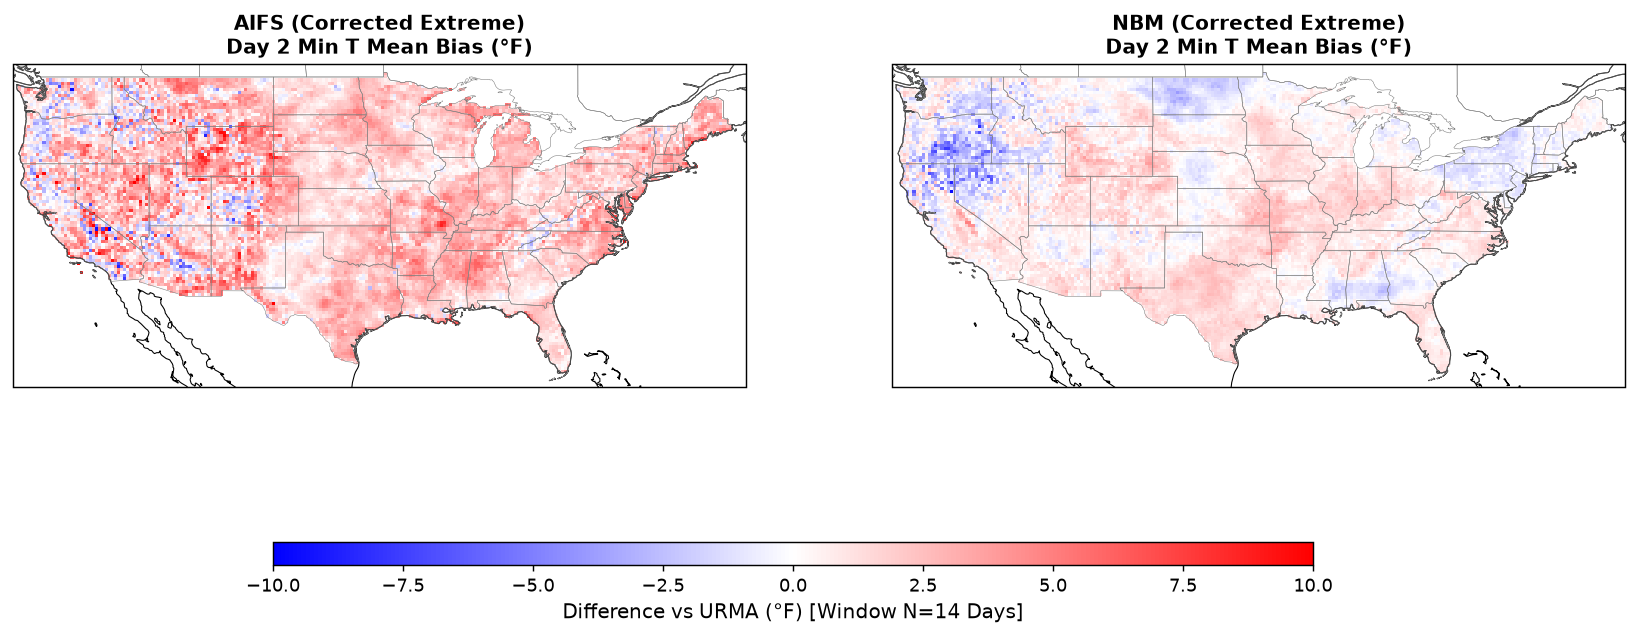 AIFS (Corrected Extreme)
Day 2 Min T Mean Bias (°F)
NBM (Corrected Extreme)
Day 2 Min T Mean Bias (°F)
−10.0
−7.5
−5.0
−2.5
0.0
2.5
5.0
7.5
10.0
Difference vs URMA (°F) [Window N=14 Days]